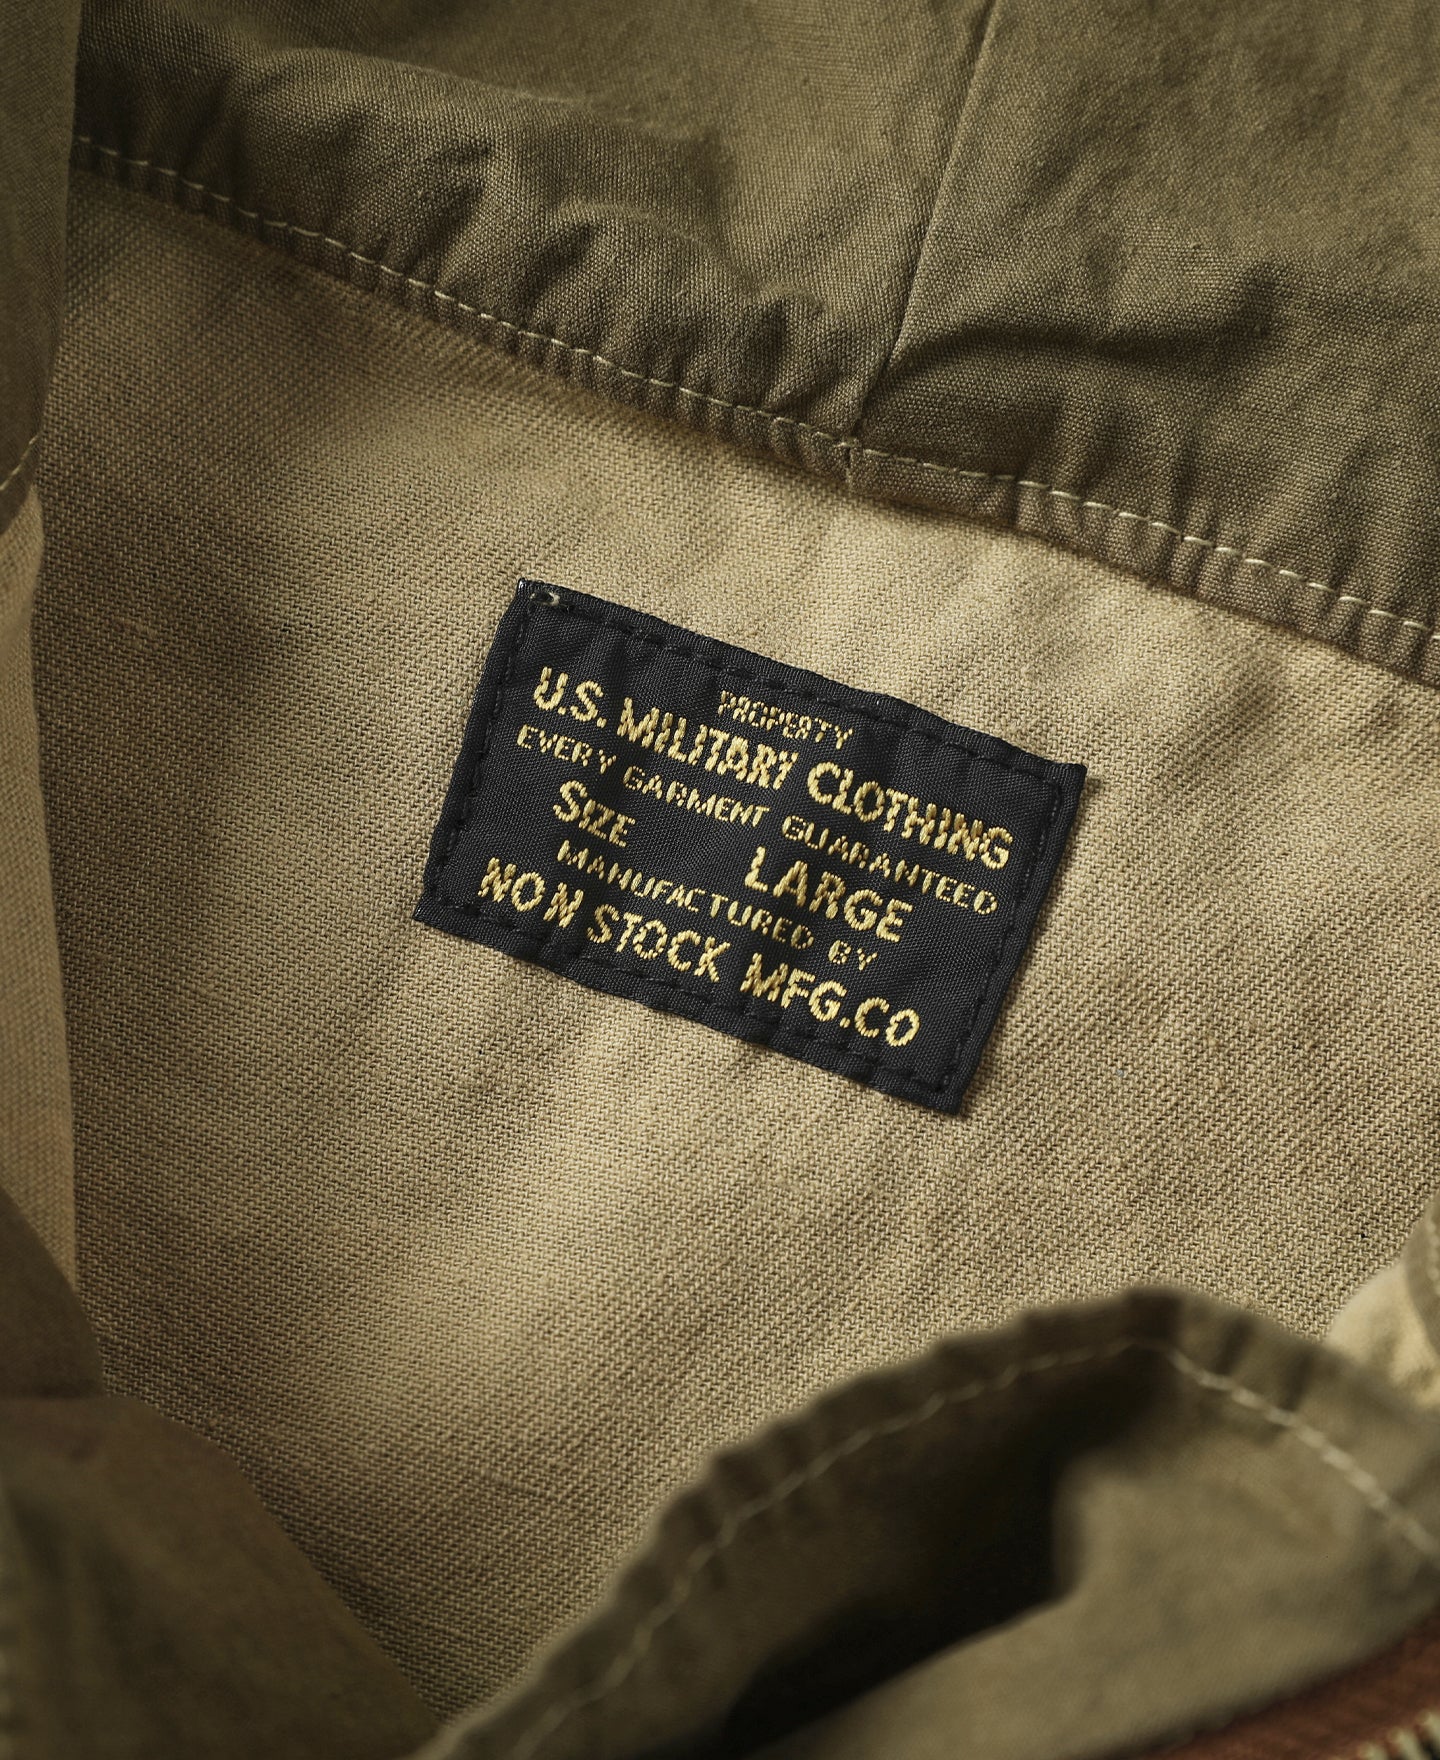 PROPERTY
U.S. MILITARY CLOTHING
EVERY GARMENT GUARANTEED
SIZE LARGE
MANUFACTURED BY
NON STOCK MFG.CO